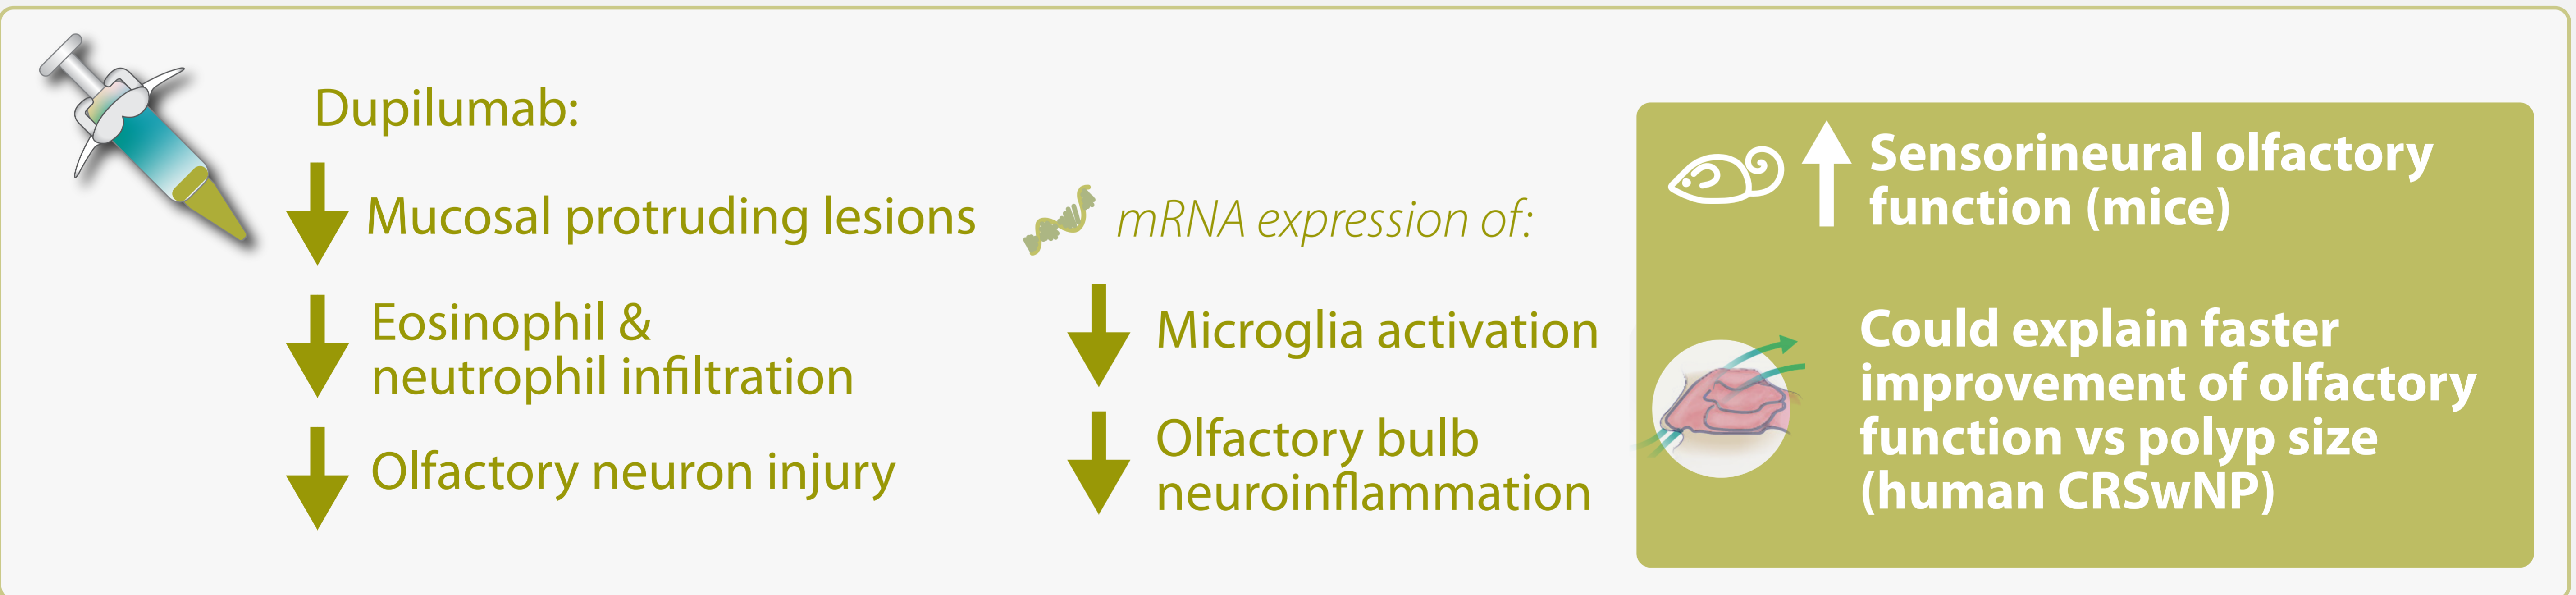 Dupilumab:
Mucosal protruding lesions
Eosinophil &
neutrophil infiltration
Olfactory neuron injury
mRNA expression of:
Microglia activation
Olfactory bulb
neuroinflammation
Sensorineural olfactory
function (mice)
Could explain faster
improvement of olfactory
function vs polyp size
(human CRSwNP)